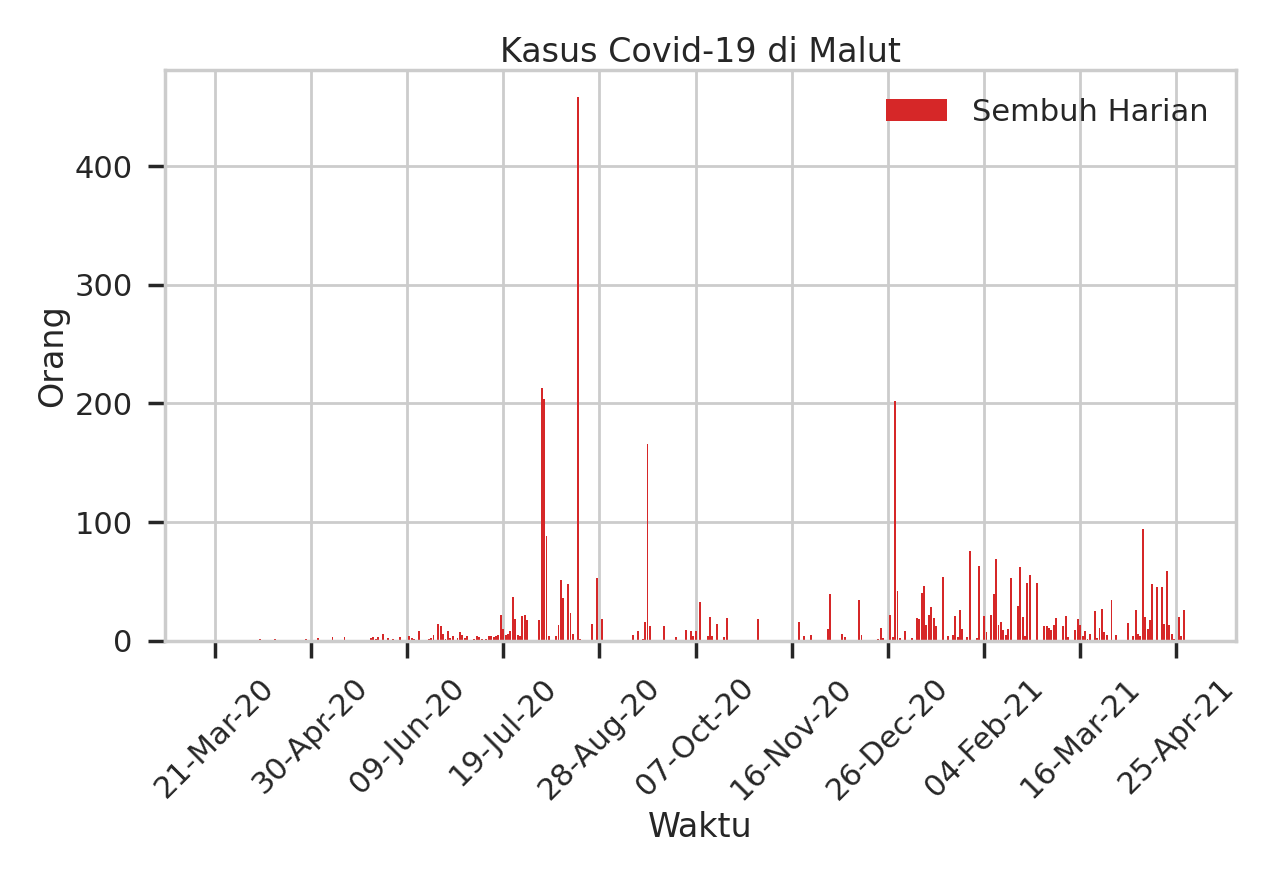 Kasus Covid-19 di Malut
Sembuh Harian
Orang
400
300
200
100
0
21-Mar-20
30-Apr-20
09-Jun-20
19-Jul-20
28-Aug-20
07-Oct-20
16-Nov-20
26-Dec-20
04-Feb-21
16-Mar-21
25-Apr-21
Waktu